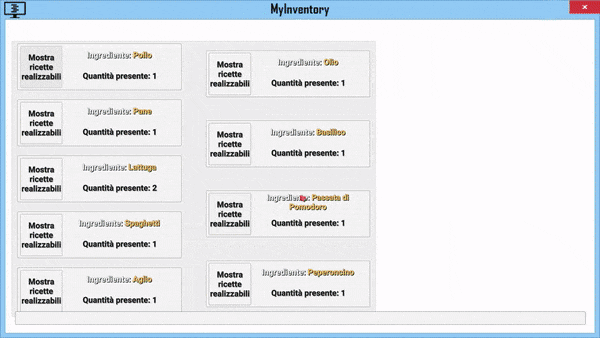 MyInventory
Mostra
ricette
realizzabili
Ingrediente: Pollo
Quantità presente: 1
Mostra
ricette
realizzabili
Ingrediente: Pane
Quantità presente: 1
Mostra
ricette
realizzabili
Ingrediente: Lattuga
Quantità presente: 2
Mostra
ricette
realizzabili
Ingrediente: Spaghetti
Quantità presente: 1
Mostra
ricette
realizzabili
Ingrediente: Aglio
Quantità presente: 1
Mostra
ricette
realizzabili
Ingrediente: Olio
Quantità presente: 1
Mostra
ricette
realizzabili
Ingrediente: Basilico
Quantità presente: 1
Mostra
ricette
realizzabili
Ingrediente: Passata di
Pomodoro
Quantità presente: 1
Mostra
ricette
realizzabili
Ingrediente: Peperoncino
Quantità presente: 1